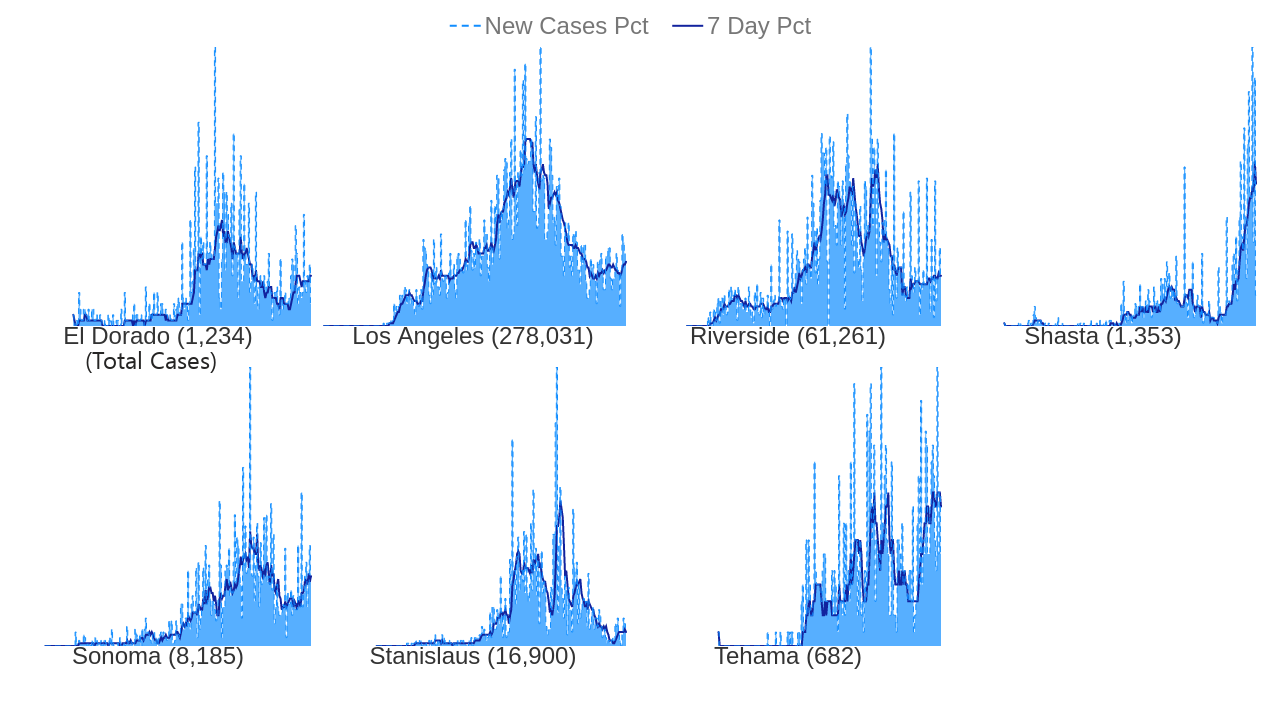 New Cases Pct 7 Day Pct
El Dorado (1,234)
(Total Cases)
Los Angeles (278,031)
Riverside (61,261)
Shasta (1,353)
Sonoma (8,185)
Stanislaus (16,900)
Tehama (682)